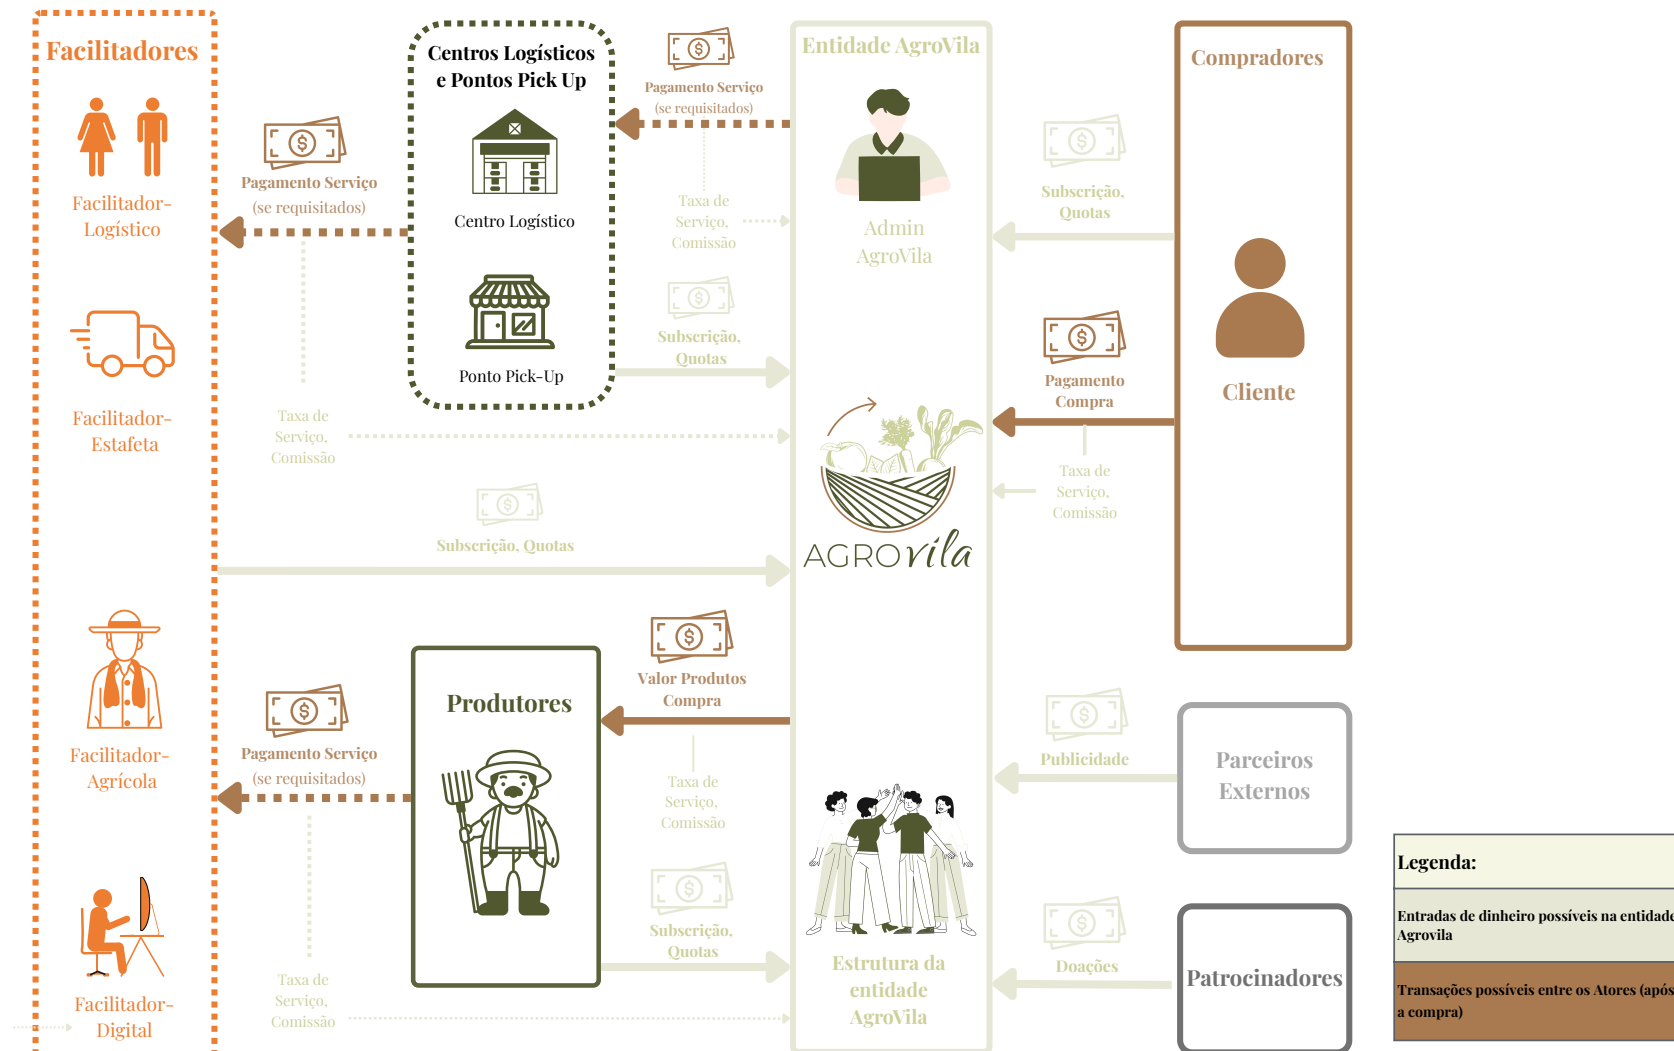 Facilitadores
Facilitador-
Logístico
Facilitador-
Estafeta
Facilitador-
Agrícola
Facilitador-
Digital
Pagamento Serviço
(se requisitados)
Taxa de
Serviço,
Comissão
Subscrição, Quotas
Pagamento Serviço
(se requisitados)
Taxa de
Serviço,
Comissão
Centros Logísticos
e Pontos Pick Up
Centro Logístico
Ponto Pick-Up
Produtores
Pagamento Serviço
(se requisitados)
Taxa de
Serviço,
Comissão
Subscrição,
Quotas
Valor Produtos
Compra
Taxa de
Serviço,
Comissão
Subscrição,
Quotas
Entidade AgroVila
Admin
AgroVila
AGROvila
Estrutura da
entidade
AgroVila
Subscrição,
Quotas
Pagamento
Compra
Taxa de
Serviço,
Comissão
Publicidade
Doações
Compradores
Cliente
Parceiros
Externos
Patrocinadores
Legenda:
Entradas de dinheiro possíveis na entidade
Agrovila
Transações possíveis entre os Atores (após
a compra)